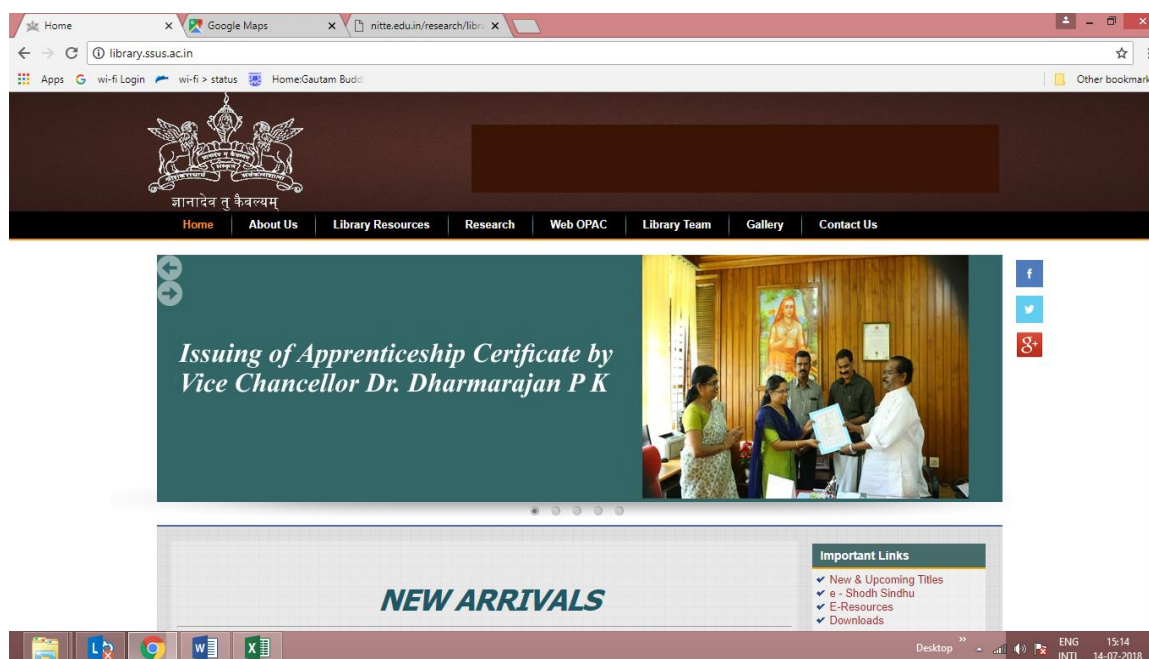 Home
Google Maps
nitte.edu.in/research/libr
library.ssus.ac.in
Apps
wi-fi Login
wi-fi > status
Home:Gautam Budd
Other bookmark
ज्ञानादेव तु कैवल्यम्
Home About Us Library Resources Research Web OPAC Library Team Gallery Contact Us
Issuing of Apprenticeship Cerificate by
Vice Chancellor Dr. Dharmarajan P K
f
g+
NEW ARRIVALS
Important Links
New & Upcoming Titles
e - Shodh Sindhu
E-Resources
Downloads
Desktop
ENG 15:14
INTL 14-07-2018